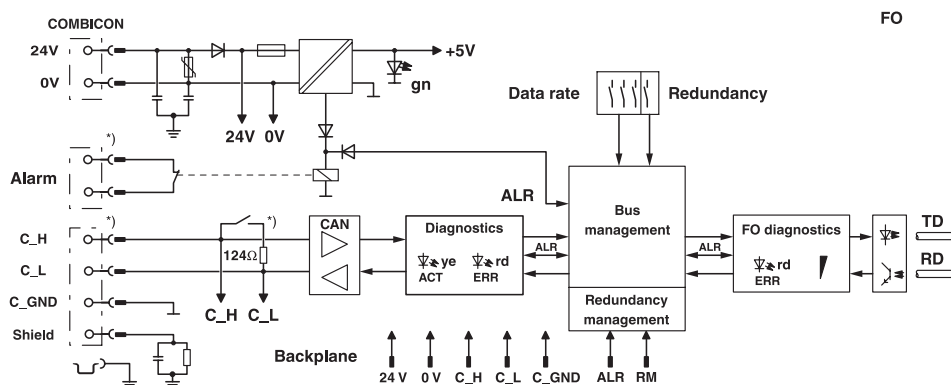 COMBICON
FO
24V
+5V
gn
0V
Data rate
Redundancy
24V 0V
*)
Alarm
ALR
*)
C_H
*)
CAN
Diagnostics
Bus management
FO diagnostics
TD
124Ω
ALR
ALR
C_L
ye
ACT
rd
ERR
rd
ERR
RD
C_GND
C_H C_L
Redundancy management
Shield
Backplane
24 V 0 V C_H C_L C_GND ALR RM